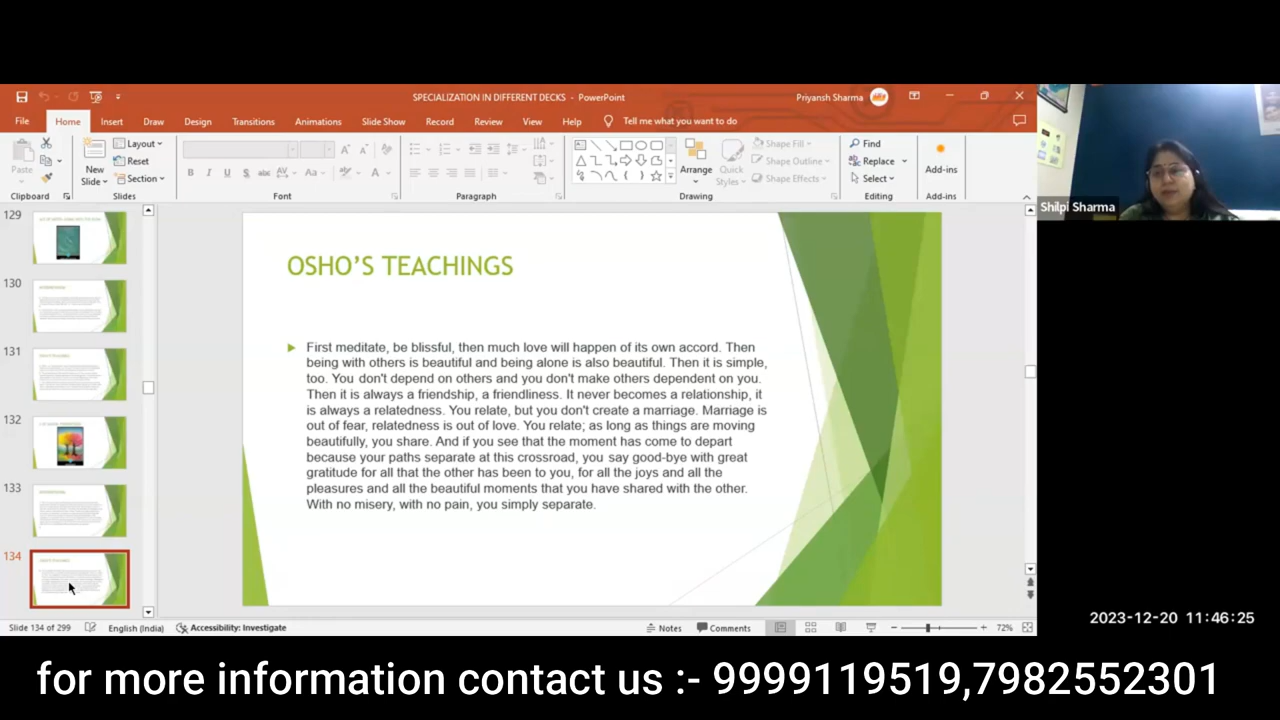 SPECIALIZATION IN DIFFERENT DECKS - PowerPoint
Priyansh Sharma
File Home Insert Draw Design Transitions Animations Slide Show Record Review View Help Tell me what you want to do
Paste
Clipboard
New
Slide
Layout
Reset
Section
Slides
B I U S abc AV Aa A
Font
Paragraph
Arrange
Quick
Styles
Shape Fill
Shape Outline
Shape Effects
Drawing
Find
Replace
Select
Editing
Add-ins
Add-ins
Shilpi Sharma
129
130
131
132
133
134
OSHO'S TEACHINGS
First meditate, be blissful, then much love will happen of its own accord. Then
being with others is beautiful and being alone is also beautiful. Then it is simple,
too. You don't depend on others and you don't make others dependent on you.
Then it is always a friendship, a friendliness. It never becomes a relationship, it
is always a relatedness. You relate, but you don't create a marriage. Marriage is
out of fear, relatedness is out of love. You relate; as long as things are moving
beautifully, you share. And if you see that the moment has come to depart
because your paths separate at this crossroad, you say good-bye with great
gratitude for all that the other has been to you, for all the joys and all the
pleasures and all the beautiful moments that you have shared with the other.
With no misery, with no pain, you simply separate.
Slide 134 of 299 English (India) Accessibility: Investigate Notes Comments 72%
2023-12-20 11:46:25
for more information contact us :- 9999119519,7982552301